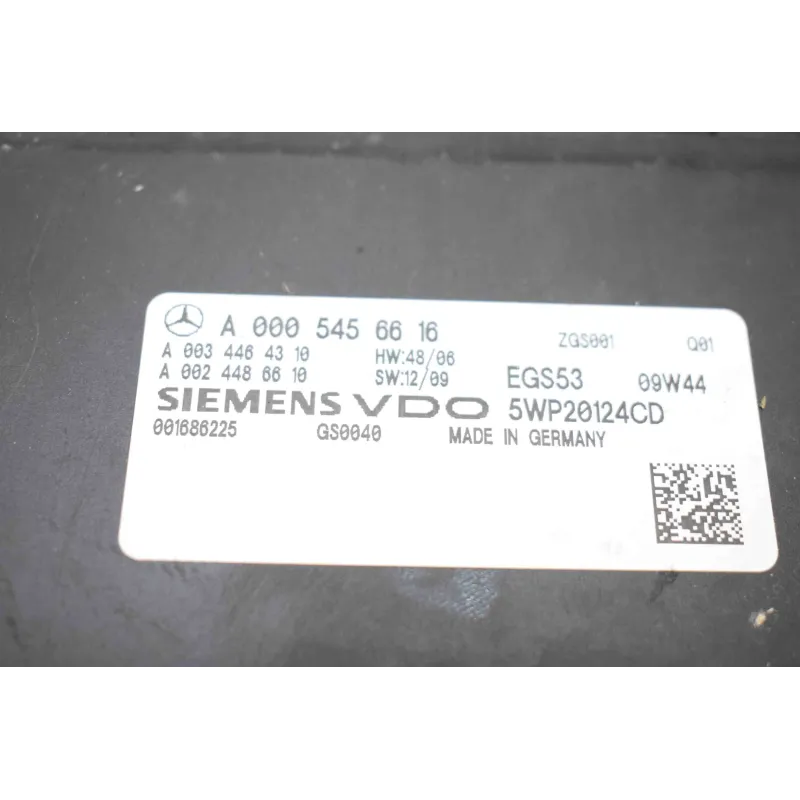 A 000 545 66 16 ZGS001 Q01
A 003 446 43 10 HW:48/06
A 002 448 66 10 SW:12/09 EGS53 09W44
SIEMENS VDO 5WP20124CD
001686225 GS0040 MADE IN GERMANY